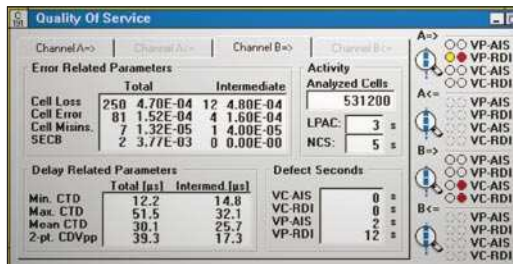 Quality Of Service
Channel A=> Channel A<= Channel B=> Channel B<=
Error Related Parameters
Total Intermediate
Cell Loss 250 4.70E-04 12 4.80E-04
Cell Error 81 1.52E-04 4 1.60E-04
Cell Misins. 7 1.32E-05 1 4.00E-05
SECB 2 3.77E-03 0 0.00E+00
Activity
Analyzed Cells
531200
LPAC: 3 s
NCS: 5 s
Delay Related Parameters
Total [µs] Intermed.[µs]
Min. CTD 12.2 14.8
Max. CTD 51.5 32.1
Mean CTD 30.1 25.7
2-pt. CDVpp 39.3 17.3
Defect Seconds
VC-AIS 0 s
VC-RDI 0 s
VP-AIS 2 s
VP-RDI 12 s
A=>
VP-AIS
VP-RDI
VC-AIS
VC-RDI
A<=
VP-AIS
VP-RDI
VC-AIS
VC-RDI
B=>
VP-AIS
VP-RDI
VC-AIS
VC-RDI
B<=
VP-AIS
VP-RDI
VC-AIS
VC-RDI